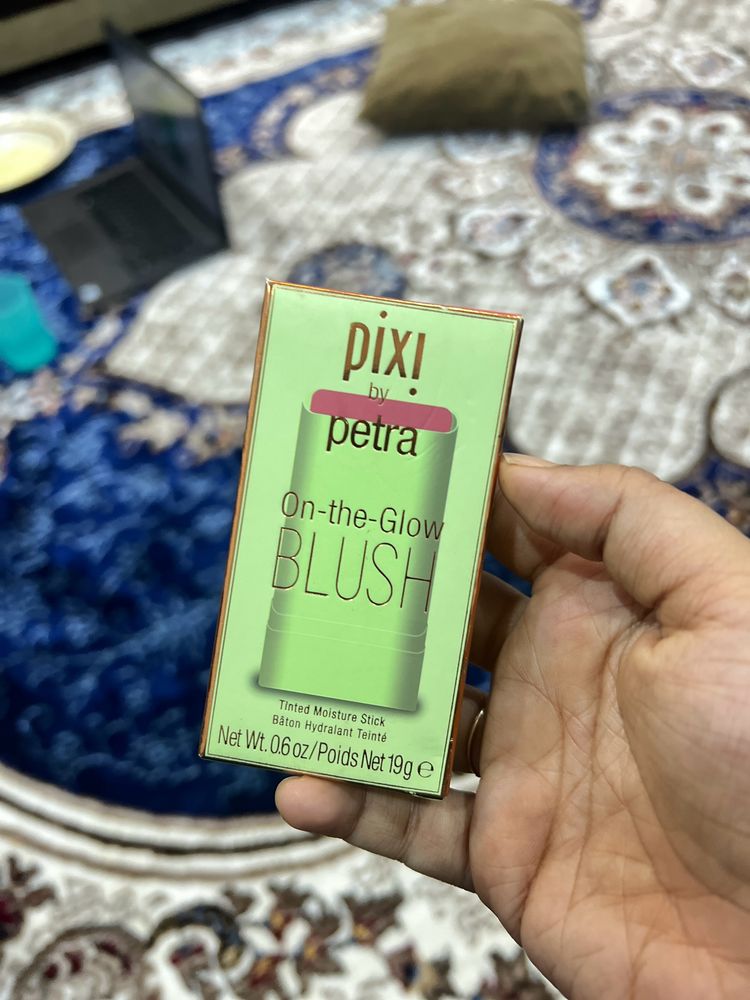 pixi
by
petra
On-the-Glow
BLUSH
Tinted Moisture Stick
Bâton Hydralant Teinté
Net Wt. 0.6 oz/Poids Net 19g ℮